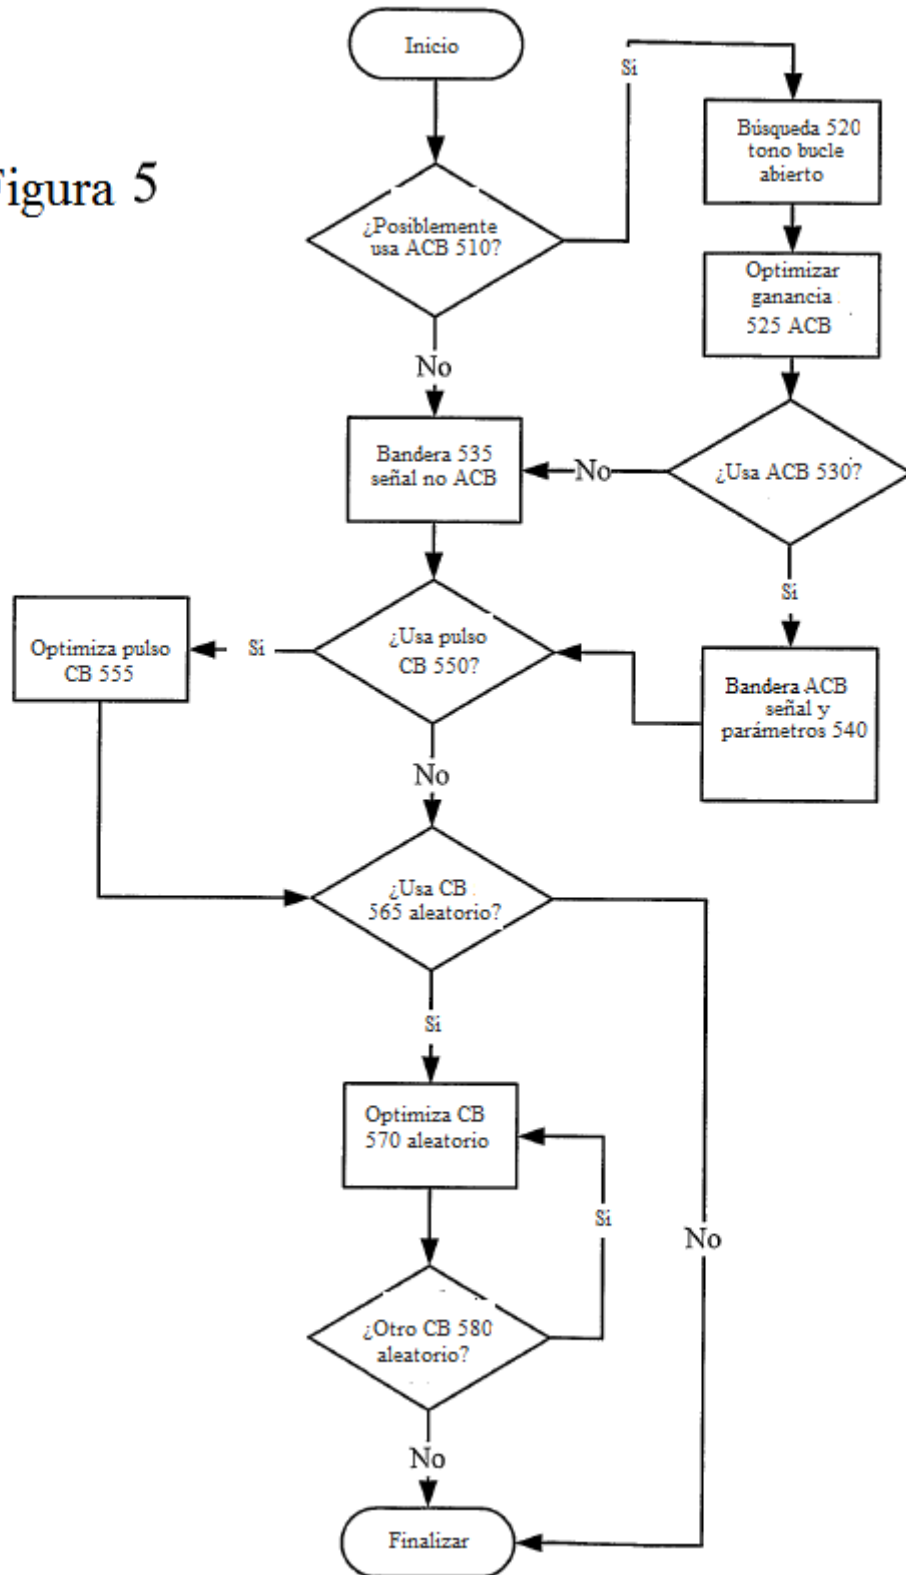 Inicio
Si
Búsqueda 520
tono bucle
abierto
Figura 5
¿Posiblemente
usa ACB 510?
Optimizar
ganancia
525 ACB
No
Bandera 535
señal no ACB
No
¿Usa ACB 530?
Si
Optimiza pulso
CB 555
Si
¿Usa pulso
CB 550?
Bandera ACB
señal y
parámetros 540
No
¿Usa CB
565 aleatorio?
Si
Optimiza CB
570 aleatorio
Si
No
¿Otro CB 580
aleatorio?
No
Finalizar